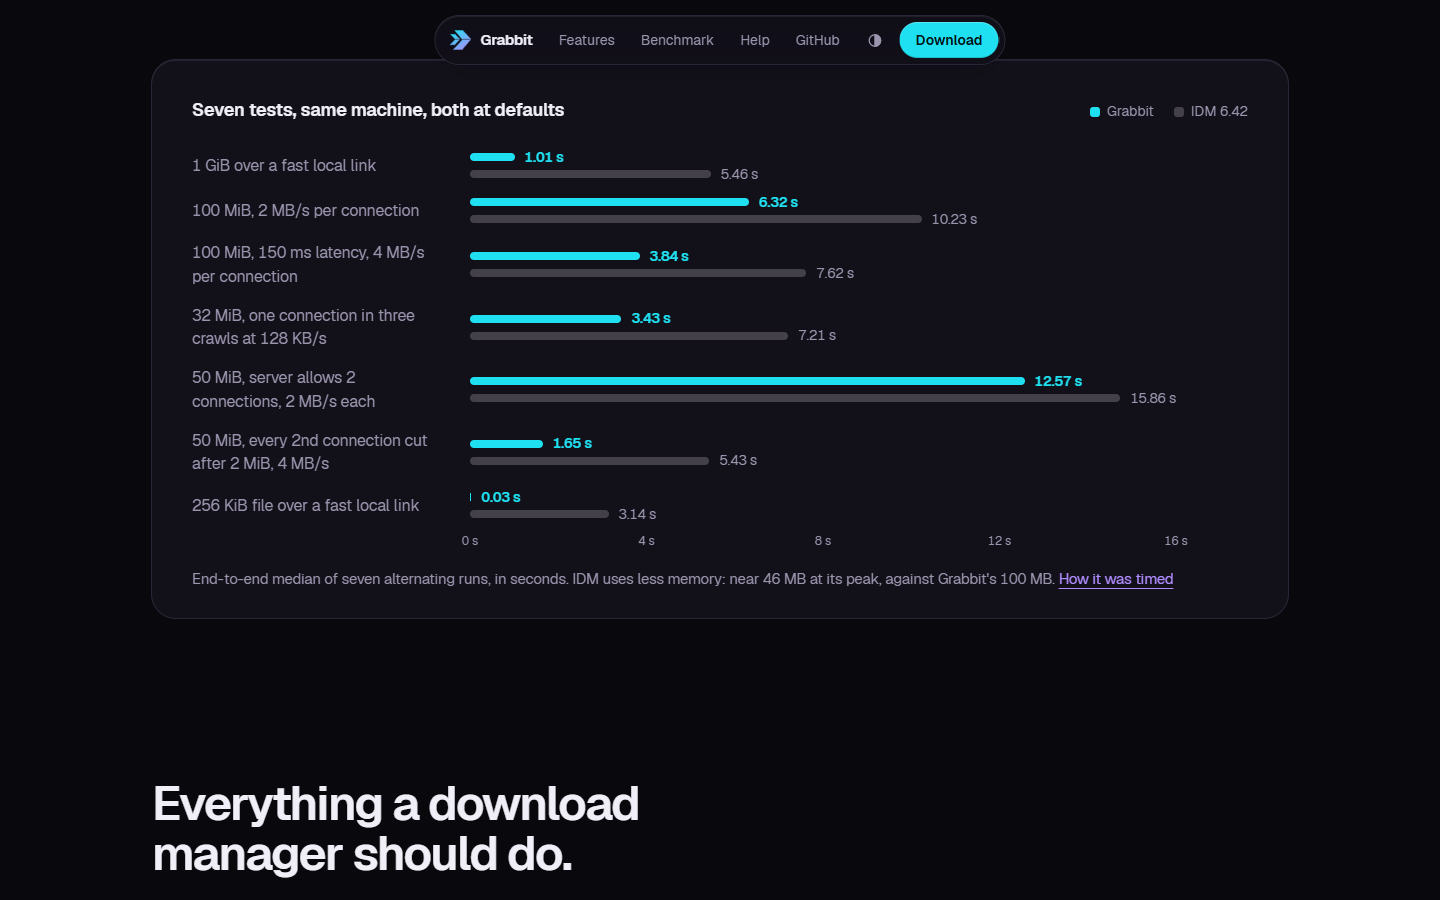 Grabbit Features Benchmark Help GitHub Download
Seven tests, same machine, both at defaults
Grabbit IDM 6.42
1 GiB over a fast local link
1.01 s
5.46 s
100 MiB, 2 MB/s per connection
6.32 s
10.23 s
100 MiB, 150 ms latency, 4 MB/s
per connection
3.84 s
7.62 s
32 MiB, one connection in three
crawls at 128 KB/s
3.43 s
7.21 s
50 MiB, server allows 2
connections, 2 MB/s each
12.57 s
15.86 s
50 MiB, every 2nd connection cut
after 2 MiB, 4 MB/s
1.65 s
5.43 s
256 KiB file over a fast local link
0.03 s
3.14 s
0 s 4 s 8 s 12 s 16 s
End-to-end median of seven alternating runs, in seconds. IDM uses less memory: near 46 MB at its peak, against Grabbit's 100 MB. How it was timed
Everything a download
manager should do.